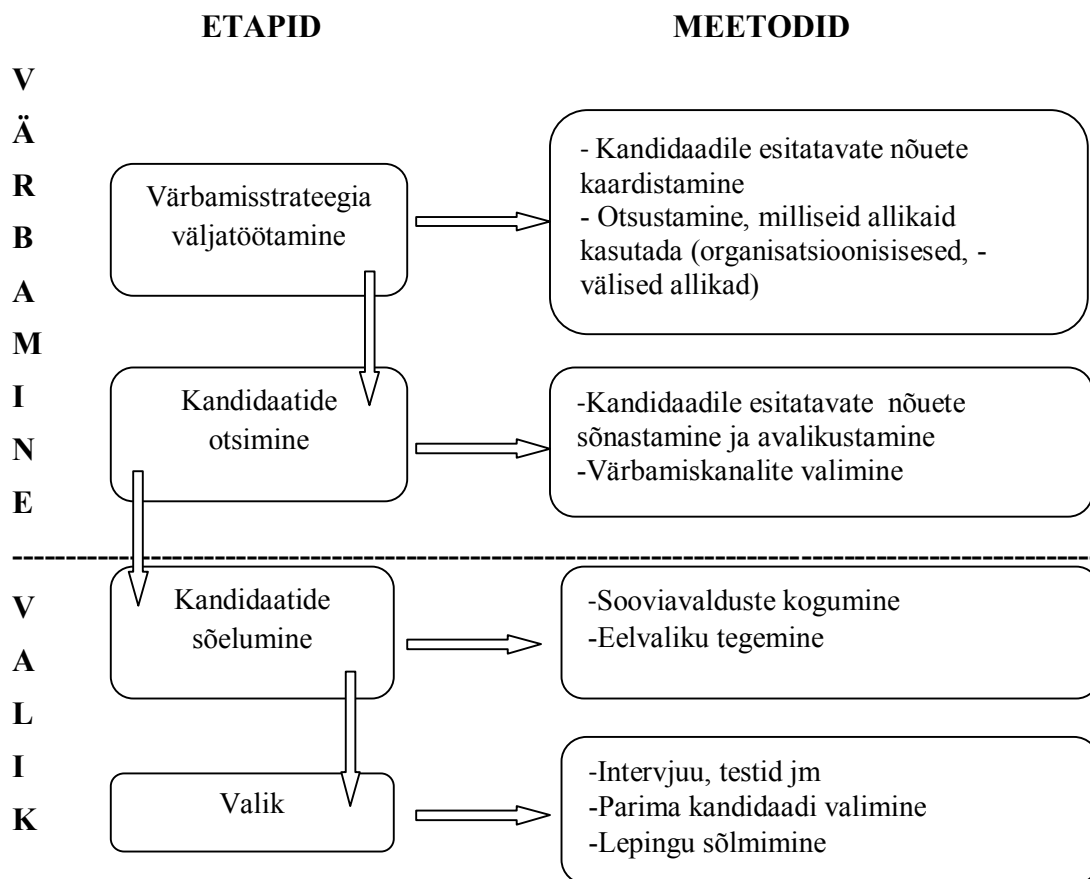 ETAPID
MEETODID
VÄRBAMINE
Värbamisstrateegia
väljatöötamine
- Kandidaadile esitatavate nõuete
kaardistamine
- Otsustamine, milliseid allikaid
kasutada (organisatsioonisisesed, -
välised allikad)
Kandidaatide
otsimine
-Kandidaadile esitatavate nõuete
sõnastamine ja avalikustamine
-Värbamiskanalite valimine
VALIK
Kandidaatide
sõelumine
-Sooviavalduste kogumine
-Eelvaliku tegemine
Valik
-Intervjuu, testid jm
-Parima kandidaadi valimine
-Lepingu sõlmimine